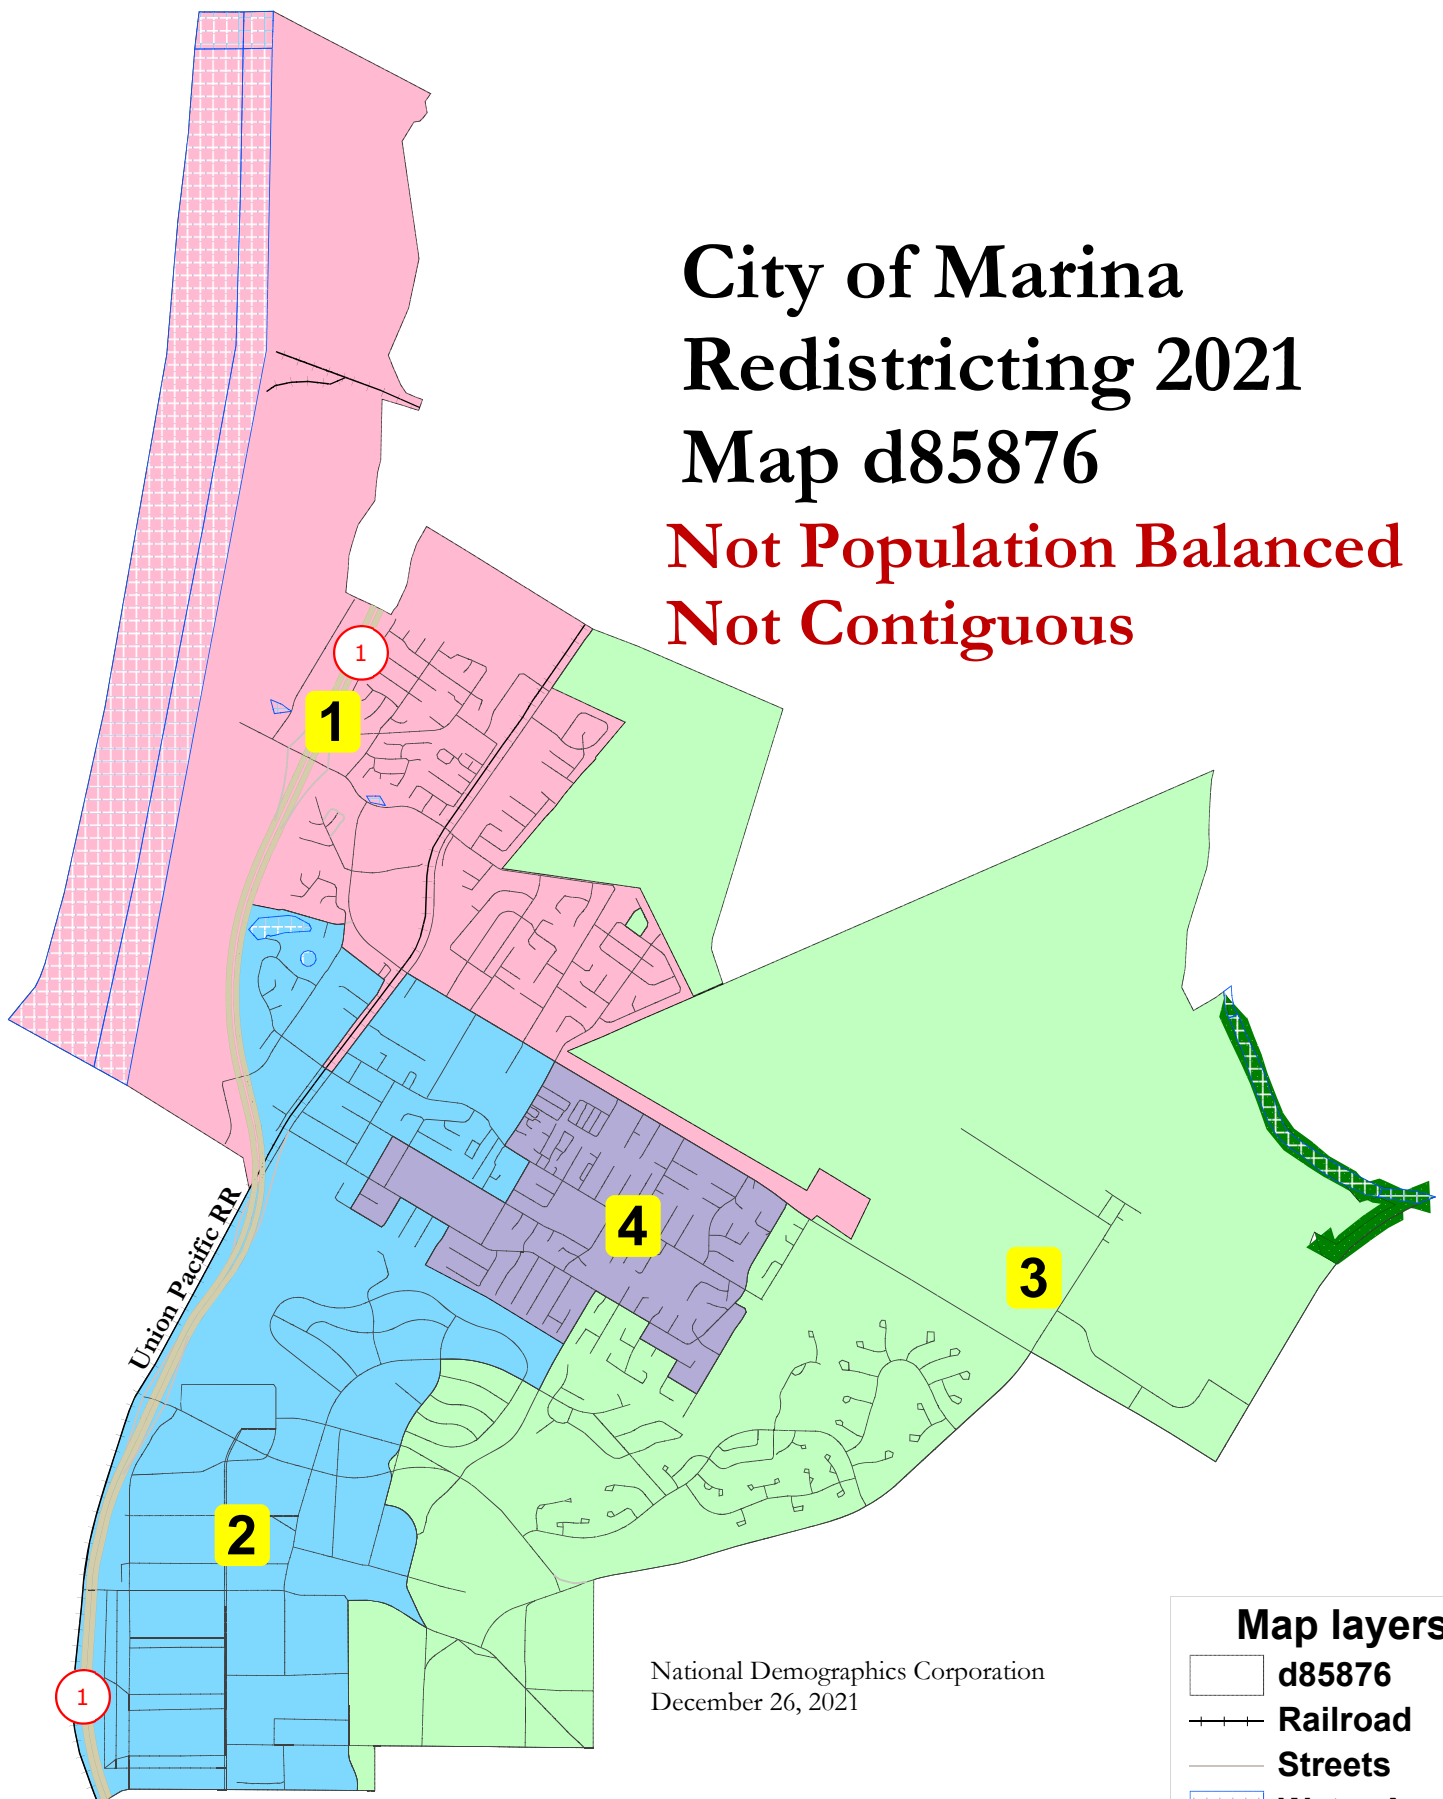 City of Marina
Redistricting 2021
Map d85876
Not Population Balanced
Not Contiguous
1
1
4
3
Union Pacific RR
2
1
National Demographics Corporation
December 26, 2021
Map layers
d85876
Railroad
Streets